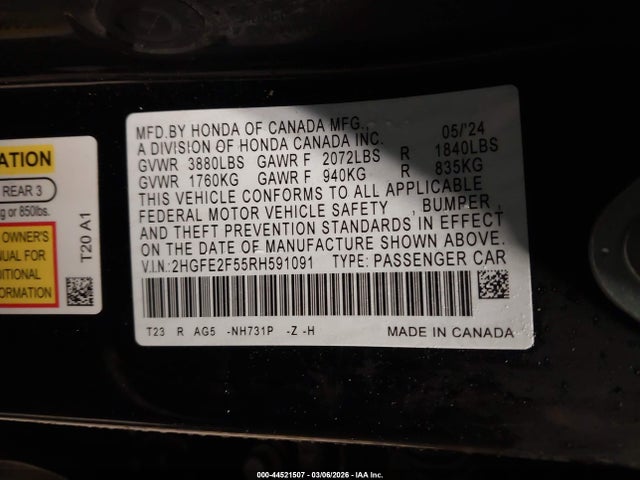 ATION
REAR 3
g or 850lbs.
OWNER'S
UAL FOR
DITIONAL
FORMATION
T20 A1
MFD.BY HONDA OF CANADA MFG., 05/'24
A DIVISION OF HONDA CANADA INC.
GVWR 3880LBS GAWR F 2072LBS R 1840LBS
GVWR 1760KG GAWR F 940KG R 835KG
THIS VEHICLE CONFORMS TO ALL APPLICABLE
FEDERAL MOTOR VEHICLE SAFETY , BUMPER ,
AND THEFT PREVENTION STANDARDS IN EFFECT
ON THE DATE OF MANUFACTURE SHOWN ABOVE.
V.I.N.:2HGFE2F55RH591091 TYPE: PASSENGER CAR
T23 R AG5 -NH731P -Z -H
MADE IN CANADA
000-44521507 - 03/06/2026 - IAA Inc.